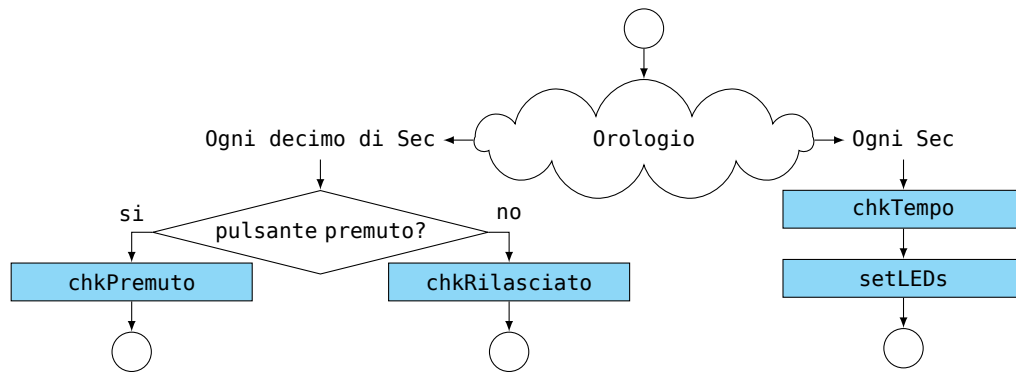 Orologio
Ogni decimo di Sec
Ogni Sec
pulsante premuto?
si
no
chkPremuto
chkRilasciato
chkTempo
setLEDs